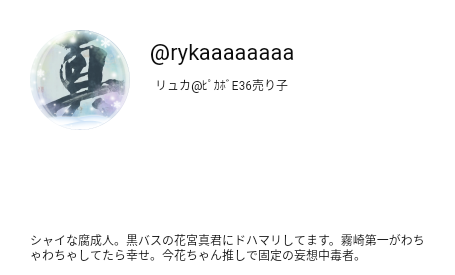 真
@rykaaaaaaaa
リュカ@ﾋﾟｶﾎﾞE36売り子
シャイな腐成人。黒バスの花宮真君にドハマリしてます。霧崎第一がわち
ゃわちゃしてたら幸せ。今花ちゃん推しで固定の妄想中毒者。